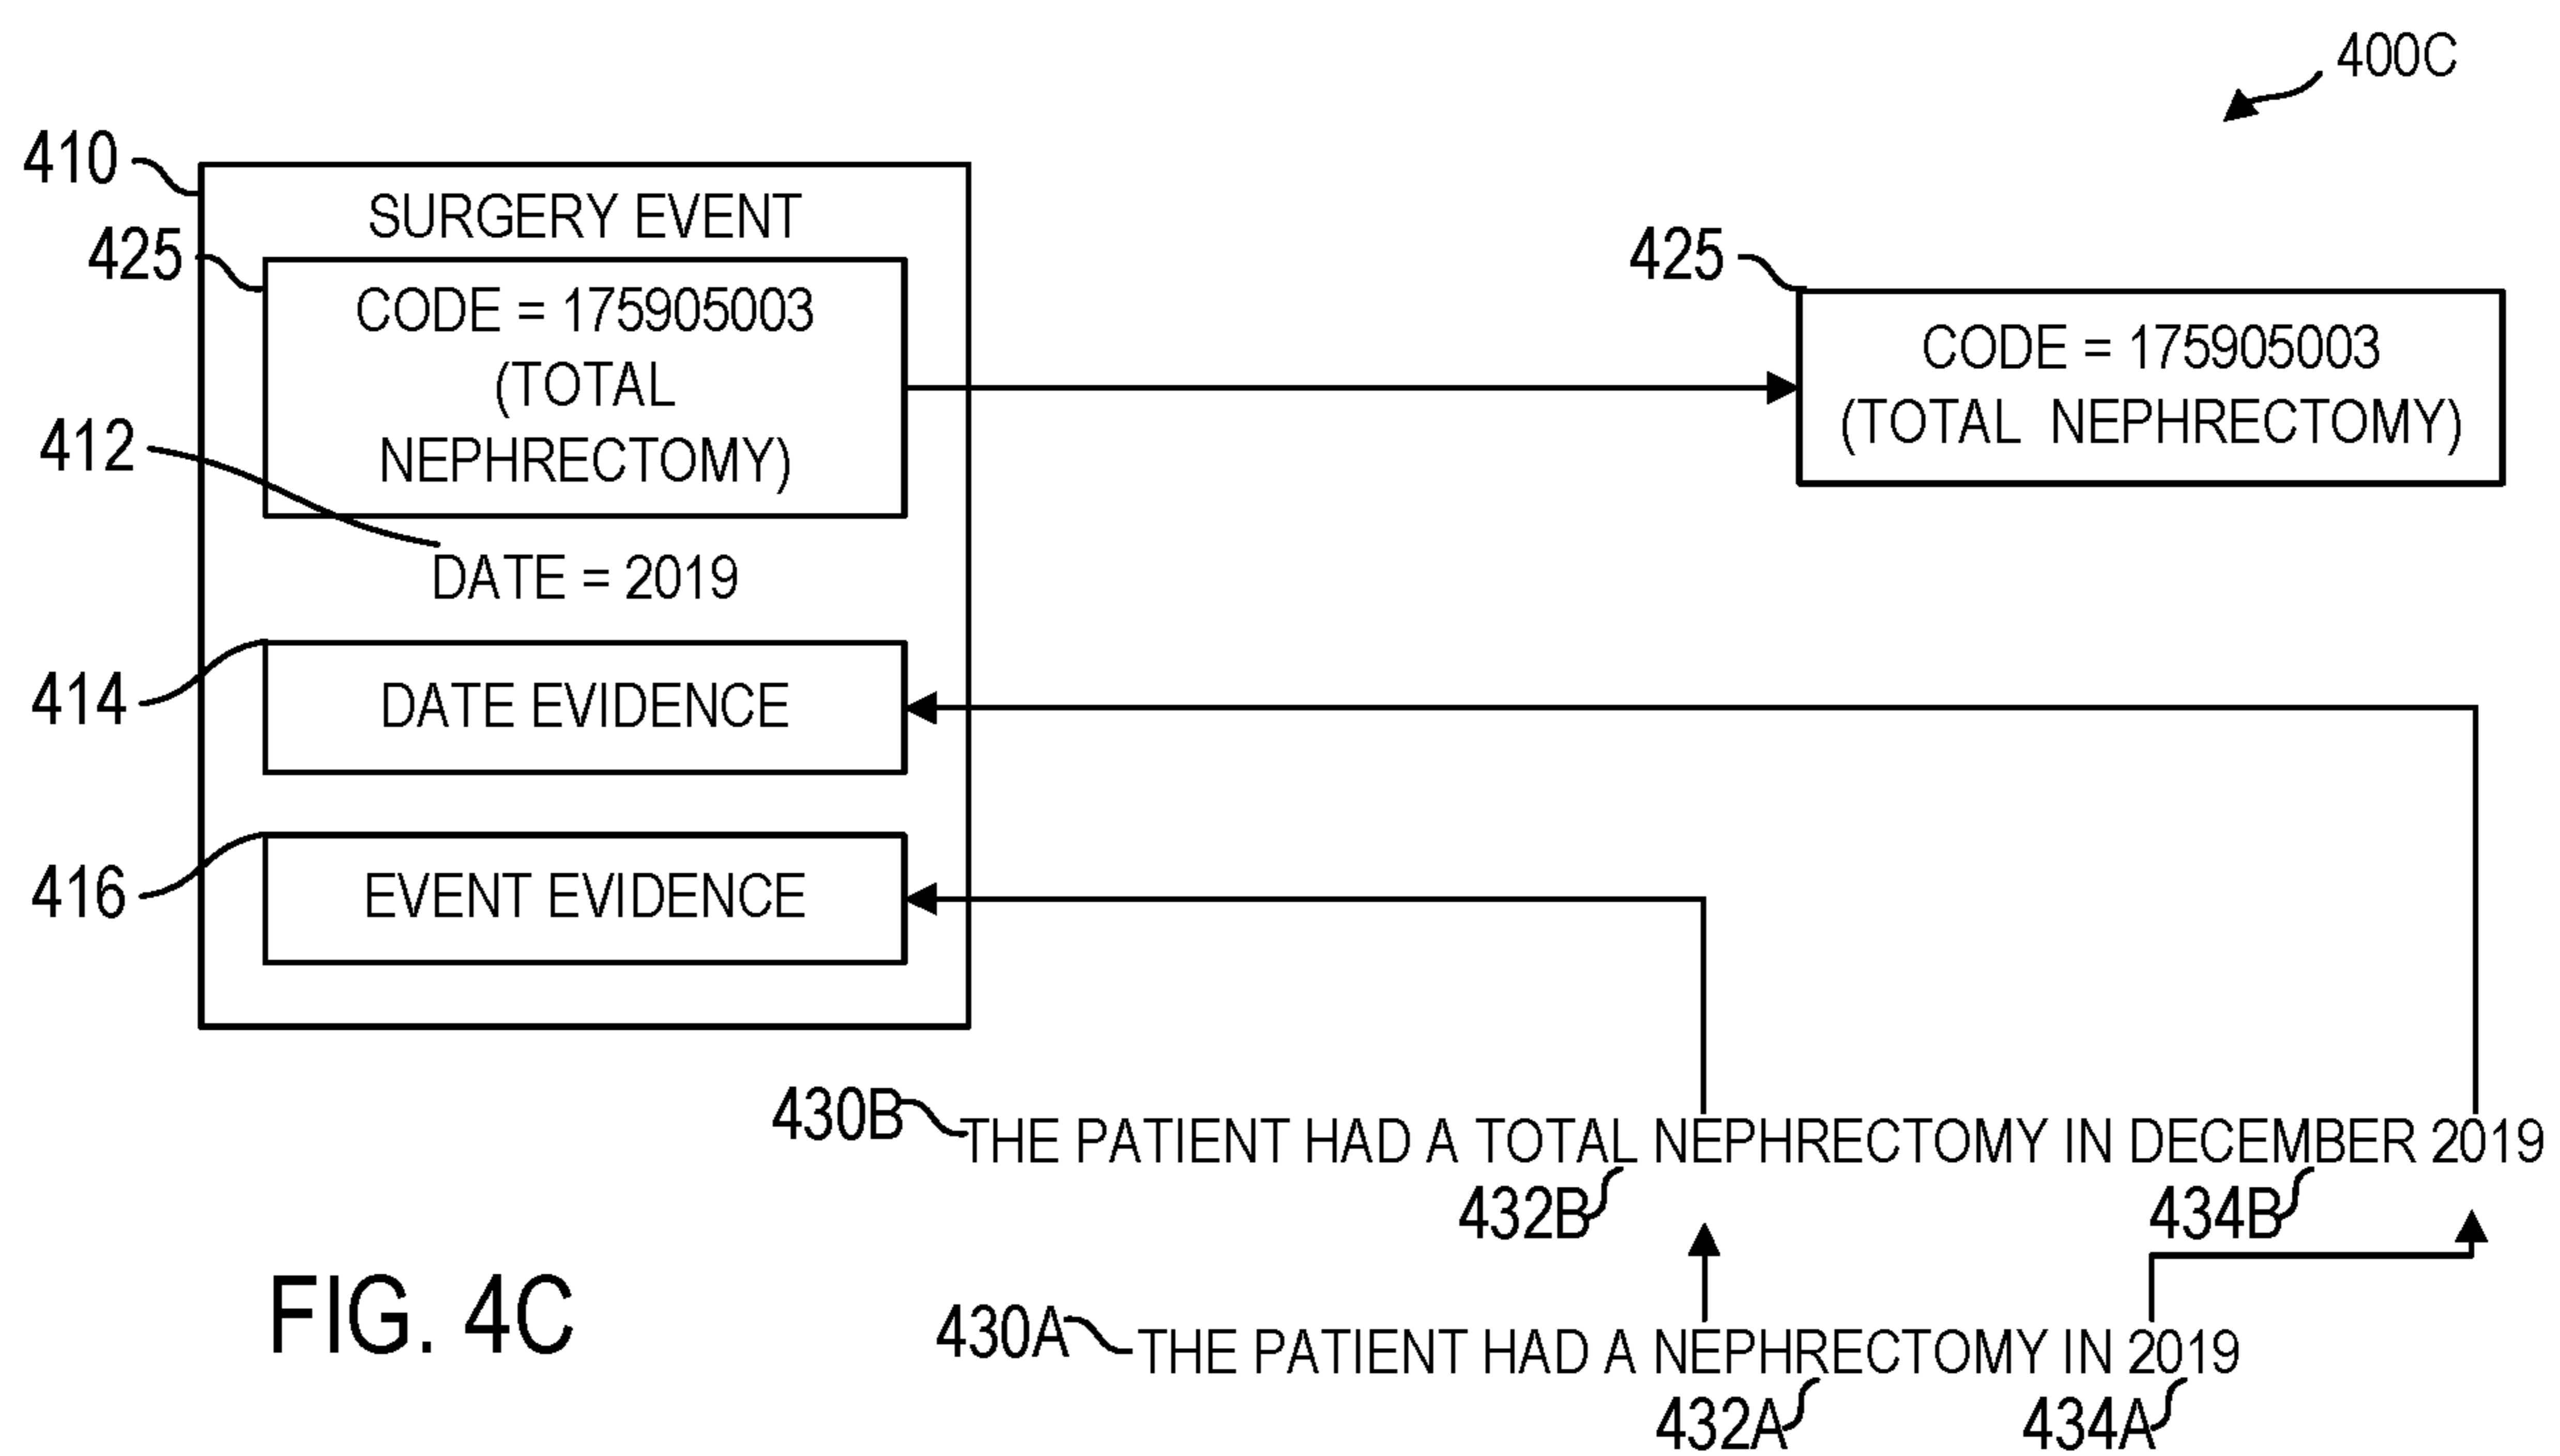 400C
410
SURGERY EVENT
425
CODE = 175905003
(TOTAL
NEPHRECTOMY)
425
CODE = 175905003
(TOTAL NEPHRECTOMY)
412
DATE = 2019
414
DATE EVIDENCE
416
EVENT EVIDENCE
430B
THE PATIENT HAD A TOTAL NEPHRECTOMY IN DECEMBER 2019
432B
434B
430A
THE PATIENT HAD A NEPHRECTOMY IN 2019
432A
434A
FIG. 4C